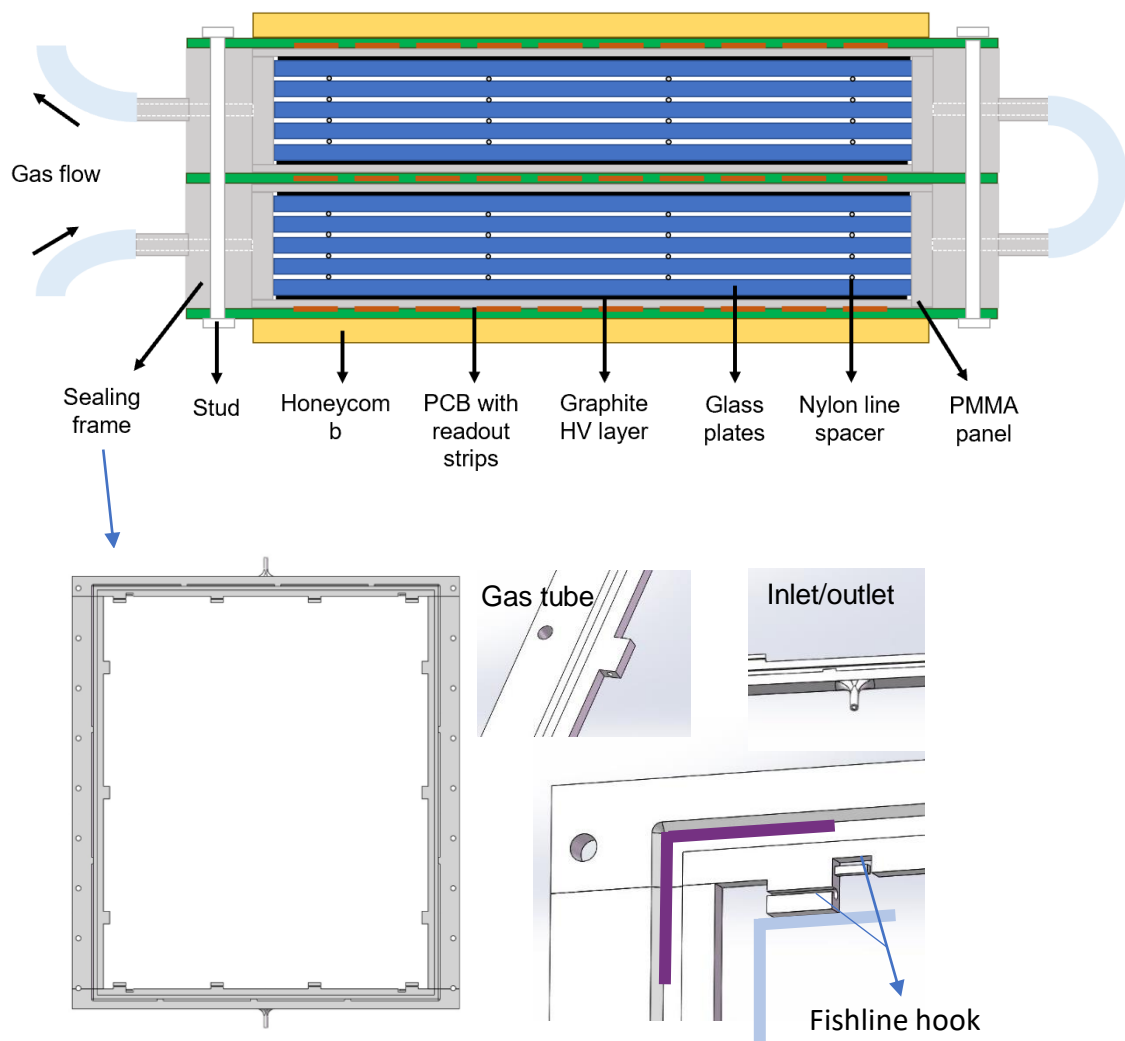 Gas flow
Sealing
frame
Stud
Honeycom
b
PCB with
readout
strips
Graphite
HV layer
Glass
plates
Nylon line
spacer
PMMA
panel
Gas tube
Inlet/outlet
Fishline hook